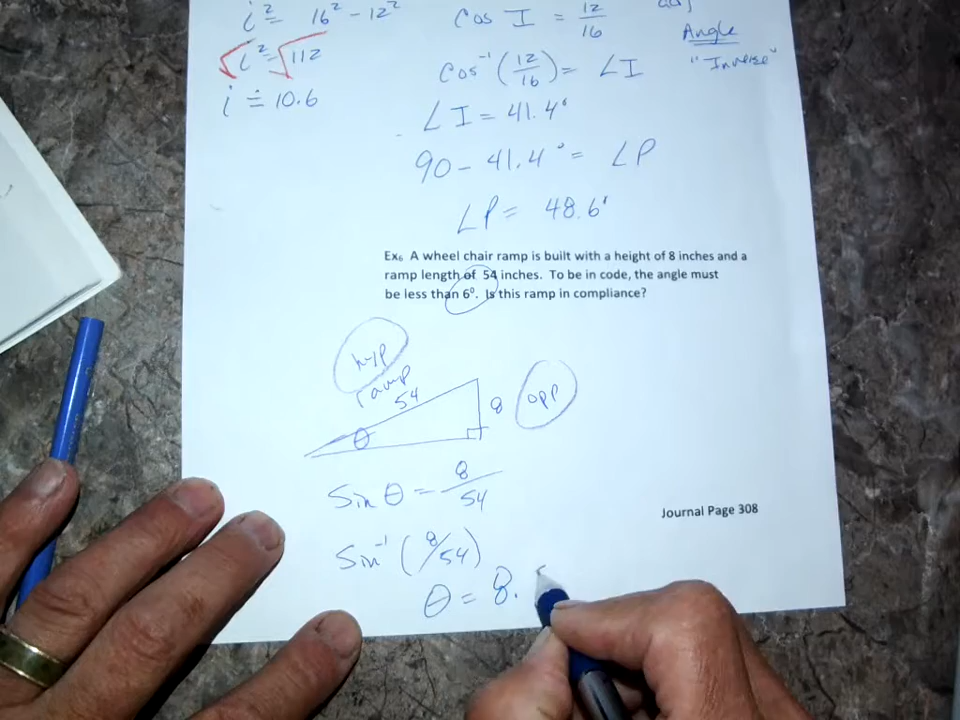 i² = 16² - 12²
√i² = √112
i ≐ 10.6
Cos I = 12/16
Angle
"Inverse"
Cos⁻¹ (12/16) = ∠I
∠I = 41.4°
90 - 41.4° = ∠P
∠P = 48.6°
Ex₆ A wheel chair ramp is built with a height of 8 inches and a
ramp length of 54 inches. To be in code, the angle must
be less than 6⁰. Is this ramp in compliance?
hyp
ramp
54
8
opp
θ
Sin θ = 8/54
Sin⁻¹ (8/54)
θ = 8.
Journal Page 308